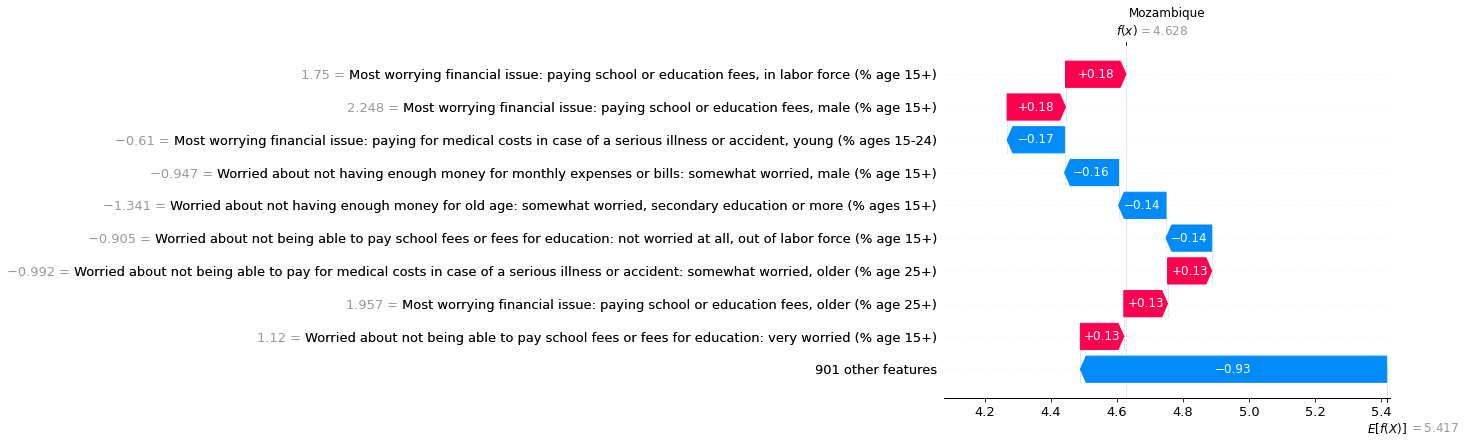 Mozambique
f(x) = 4.628
1.75 = Most worrying financial issue: paying school or education fees, in labor force (% age 15+)
+0.18
2.248 = Most worrying financial issue: paying school or education fees, male (% age 15+)
+0.18
−0.61 = Most worrying financial issue: paying for medical costs in case of a serious illness or accident, young (% ages 15-24)
−0.17
−0.947 = Worried about not having enough money for monthly expenses or bills: somewhat worried, male (% age 15+)
−0.16
−1.341 = Worried about not having enough money for old age: somewhat worried, secondary education or more (% ages 15+)
−0.14
−0.905 = Worried about not being able to pay school fees or fees for education: not worried at all, out of labor force (% age 15+)
−0.14
−0.992 = Worried about not being able to pay for medical costs in case of a serious illness or accident: somewhat worried, older (% age 25+)
+0.13
1.957 = Most worrying financial issue: paying school or education fees, older (% age 25+)
+0.13
1.12 = Worried about not being able to pay school fees or fees for education: very worried (% age 15+)
+0.13
901 other features
−0.93
4.2 4.4 4.6 4.8 5.0 5.2 5.4
E[f(X)] = 5.417